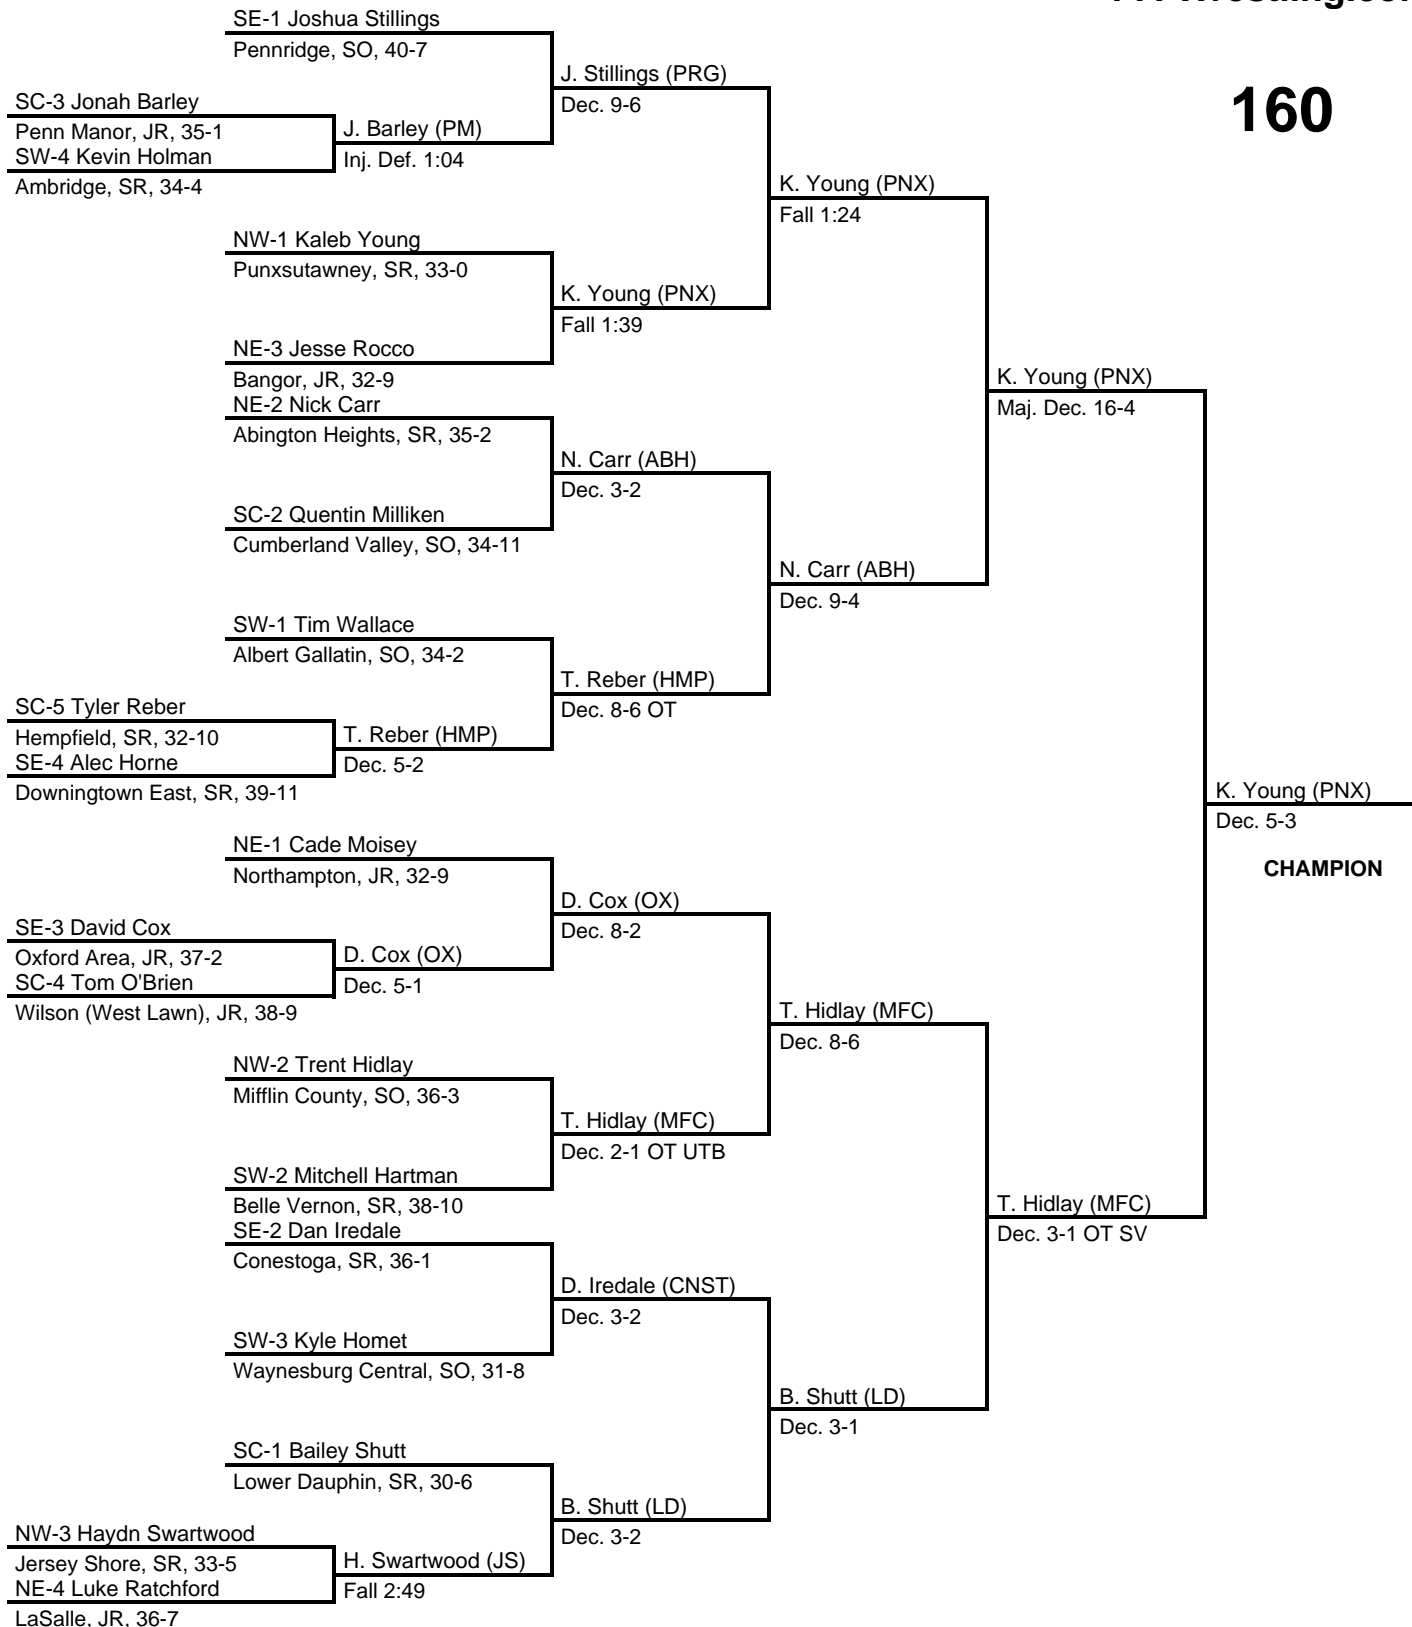 SE-1 Joshua Stillings
Pennridge, SO, 40-7
J. Stillings (PRG)
Dec. 9-6
160
SC-3 Jonah Barley
Penn Manor, JR, 35-1
J. Barley (PM)
SW-4 Kevin Holman
Inj. Def. 1:04
Ambridge, SR, 34-4
K. Young (PNX)
Fall 1:24
NW-1 Kaleb Young
Punxsutawney, SR, 33-0
K. Young (PNX)
Fall 1:39
NE-3 Jesse Rocco
Bangor, JR, 32-9
K. Young (PNX)
Maj. Dec. 16-4
NE-2 Nick Carr
Abington Heights, SR, 35-2
N. Carr (ABH)
Dec. 3-2
SC-2 Quentin Milliken
Cumberland Valley, SO, 34-11
N. Carr (ABH)
Dec. 9-4
SW-1 Tim Wallace
Albert Gallatin, SO, 34-2
T. Reber (HMP)
Dec. 8-6 OT
SC-5 Tyler Reber
Hempfield, SR, 32-10
T. Reber (HMP)
SE-4 Alec Horne
Dec. 5-2
Downingtown East, SR, 39-11
K. Young (PNX)
Dec. 5-3
CHAMPION
NE-1 Cade Moisey
Northampton, JR, 32-9
D. Cox (OX)
Dec. 8-2
SE-3 David Cox
Oxford Area, JR, 37-2
D. Cox (OX)
SC-4 Tom O'Brien
Dec. 5-1
Wilson (West Lawn), JR, 38-9
T. Hidlay (MFC)
Dec. 8-6
NW-2 Trent Hidlay
Mifflin County, SO, 36-3
T. Hidlay (MFC)
Dec. 2-1 OT UTB
SW-2 Mitchell Hartman
Belle Vernon, SR, 38-10
T. Hidlay (MFC)
Dec. 3-1 OT SV
SE-2 Dan Iredale
Conestoga, SR, 36-1
D. Iredale (CNST)
Dec. 3-2
SW-3 Kyle Homet
Waynesburg Central, SO, 31-8
B. Shutt (LD)
Dec. 3-1
SC-1 Bailey Shutt
Lower Dauphin, SR, 30-6
B. Shutt (LD)
Dec. 3-2
NW-3 Haydn Swartwood
Jersey Shore, SR, 33-5
H. Swartwood (JS)
NE-4 Luke Ratchford
Fall 2:49
LaSalle, JR, 36-7